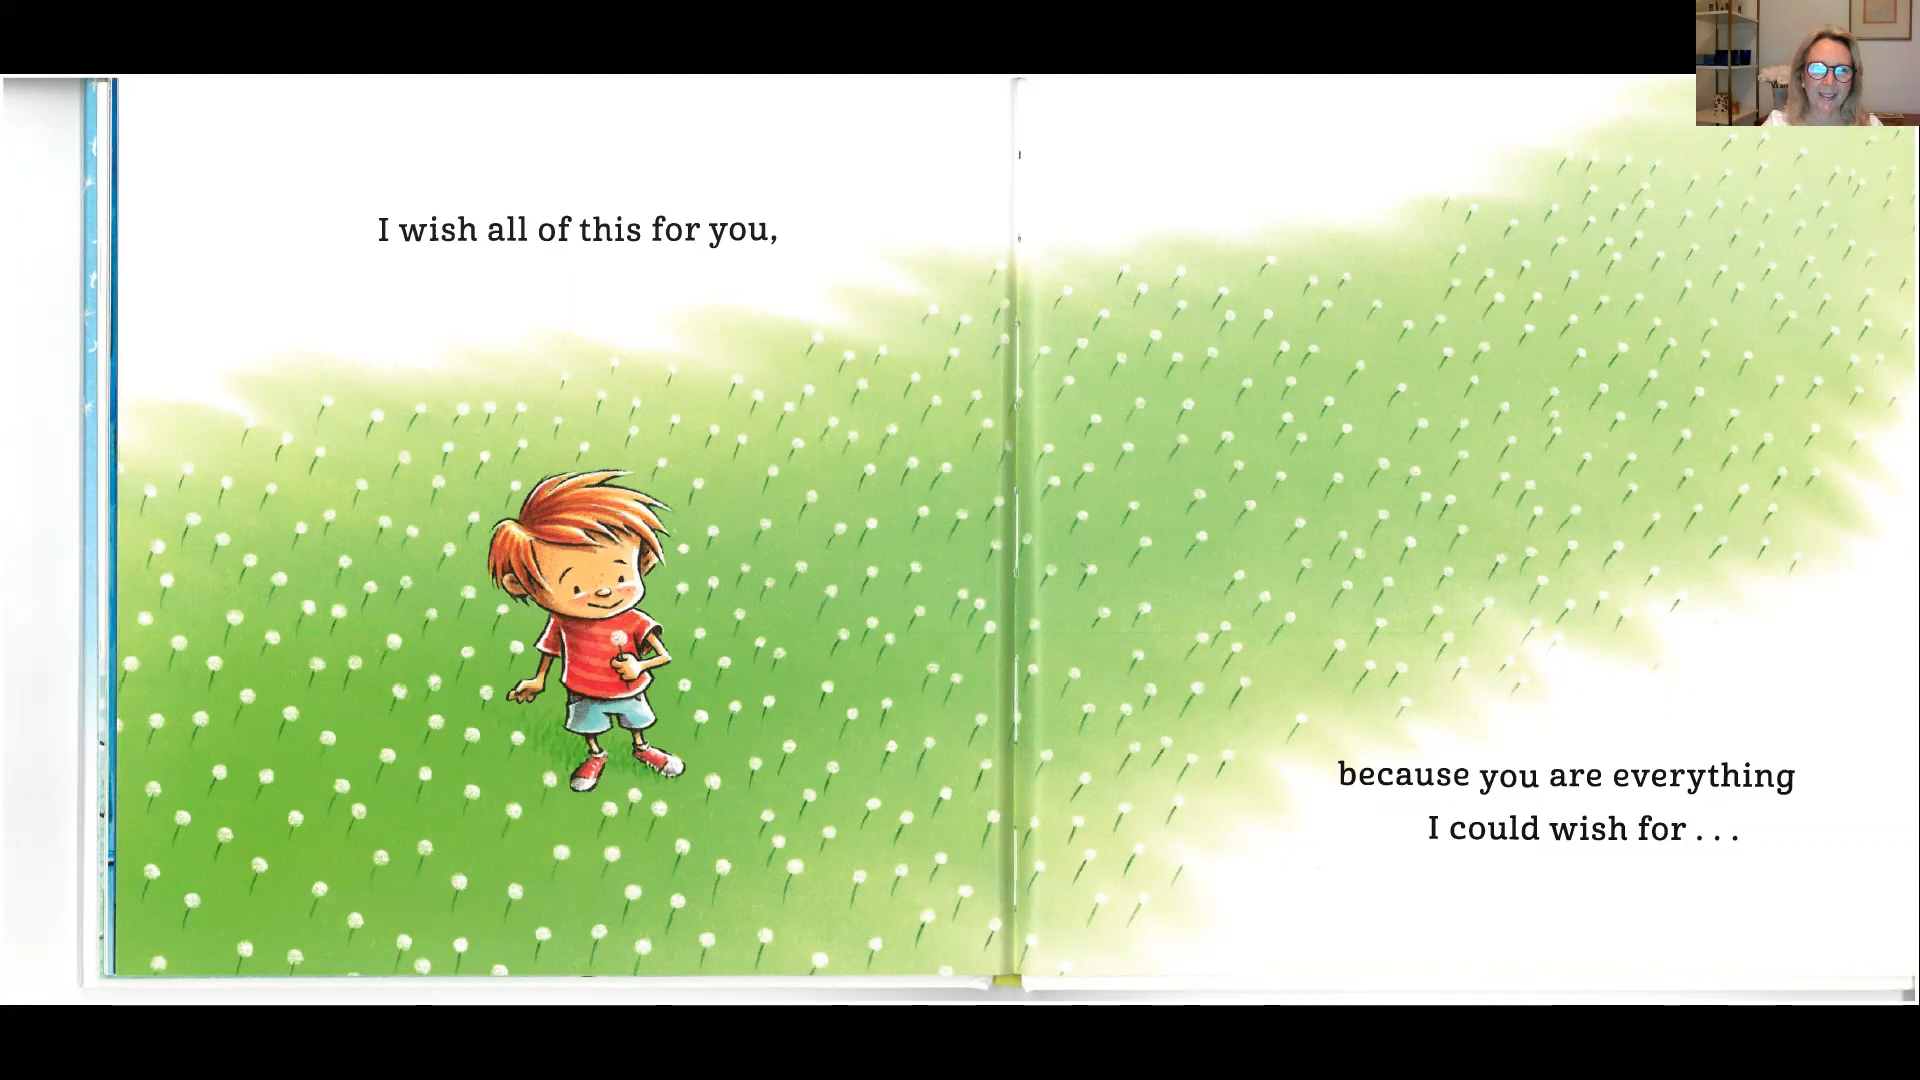 I wish all of this for you,
because you are everything
I could wish for . . .